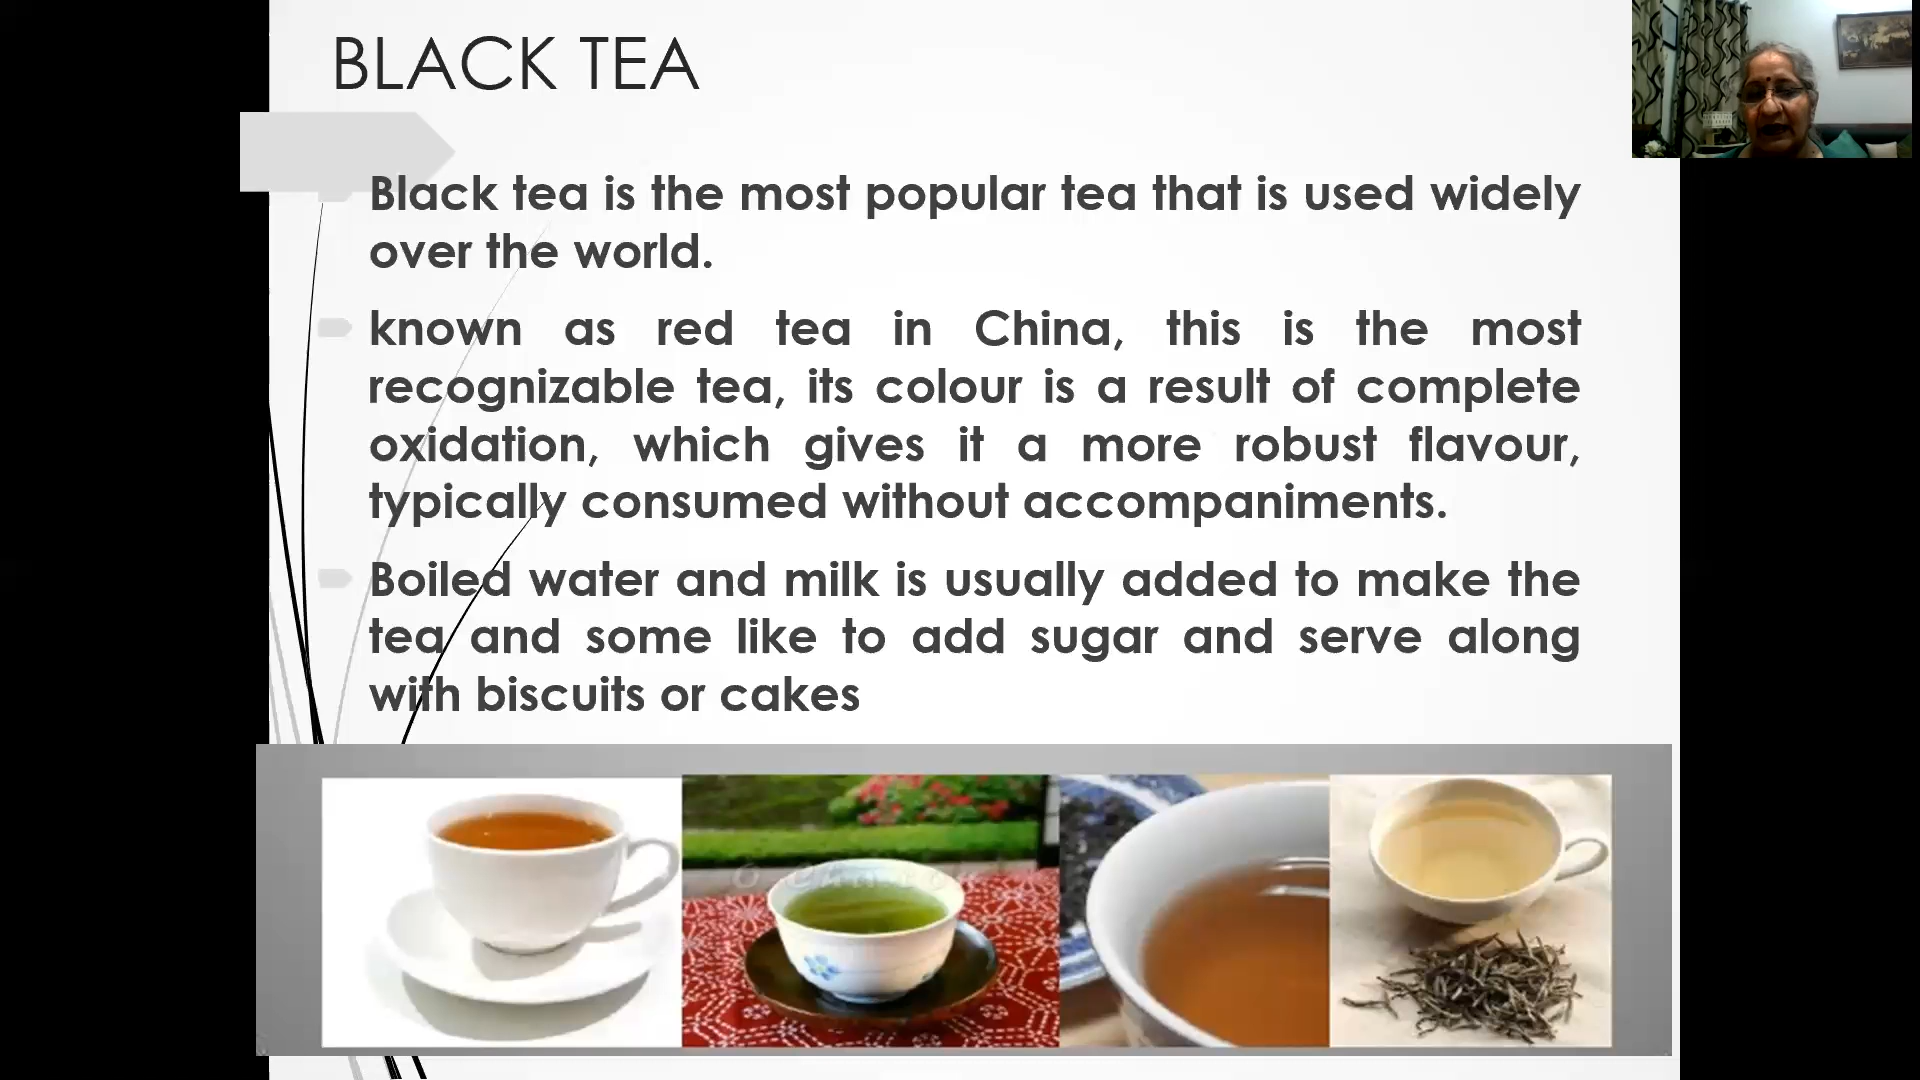 BLACK TEA
Black tea is the most popular tea that is used widely
over the world.
known as red tea in China, this is the most
recognizable tea, its colour is a result of complete
oxidation, which gives it a more robust flavour,
typically consumed without accompaniments.
Boiled water and milk is usually added to make the
tea and some like to add sugar and serve along
with biscuits or cakes